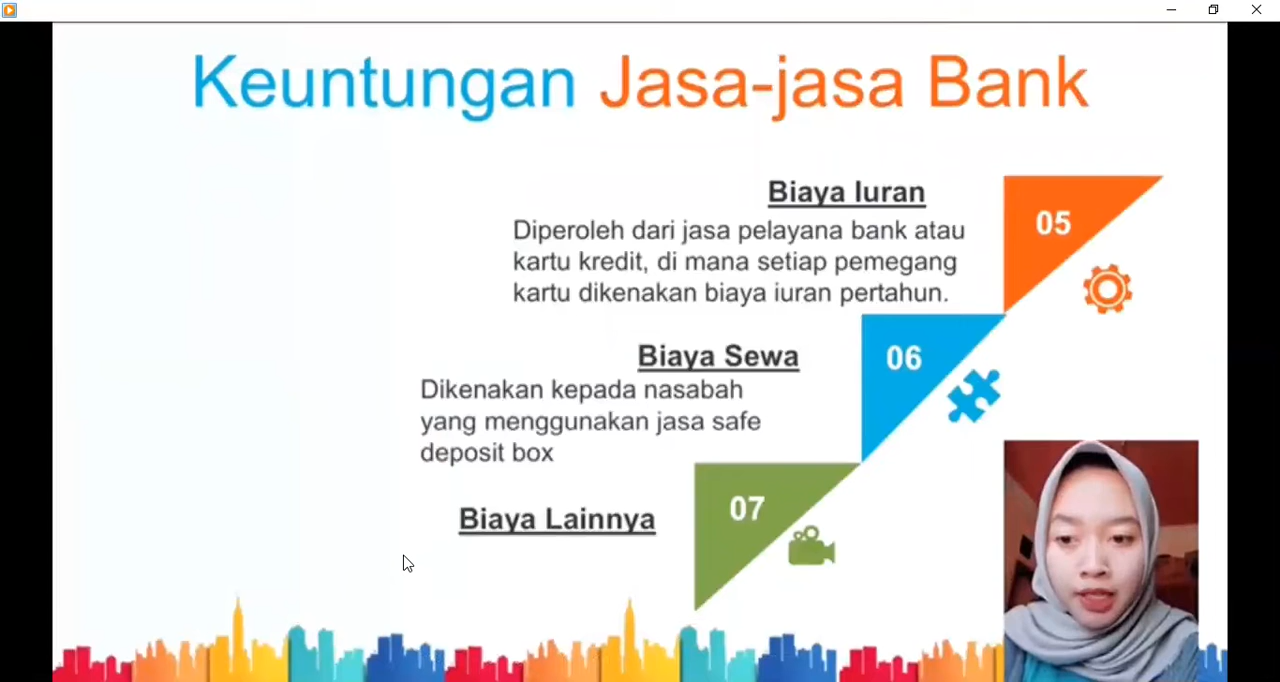 Keuntungan Jasa-jasa Bank
Biaya Iuran
Diperoleh dari jasa pelayana bank atau
kartu kredit, di mana setiap pemegang
kartu dikenakan biaya iuran pertahun.
05
Biaya Sewa
Dikenakan kepada nasabah
yang menggunakan jasa safe
deposit box
06
Biaya Lainnya
07